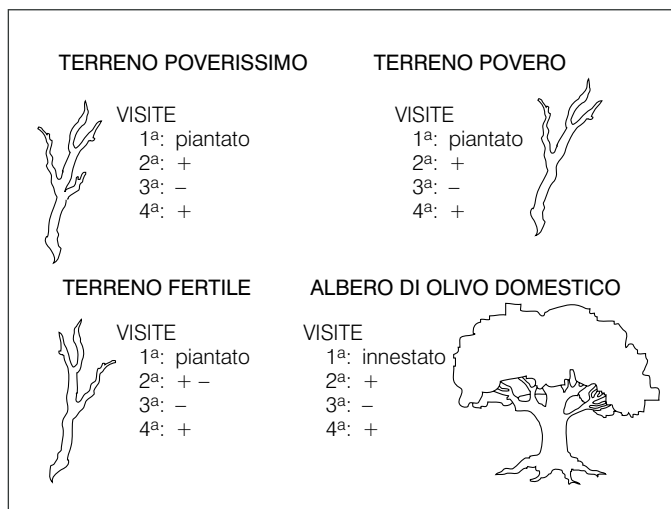 TERRENO POVERISSIMO
VISITE
1ª: piantato
2ª: +
3ª: –
4ª: +
TERRENO POVERO
VISITE
1ª: piantato
2ª: +
3ª: –
4ª: +
TERRENO FERTILE
VISITE
1ª: piantato
2ª: + –
3ª: –
4ª: +
ALBERO DI OLIVO DOMESTICO
VISITE
1ª: innestato
2ª: +
3ª: –
4ª: +